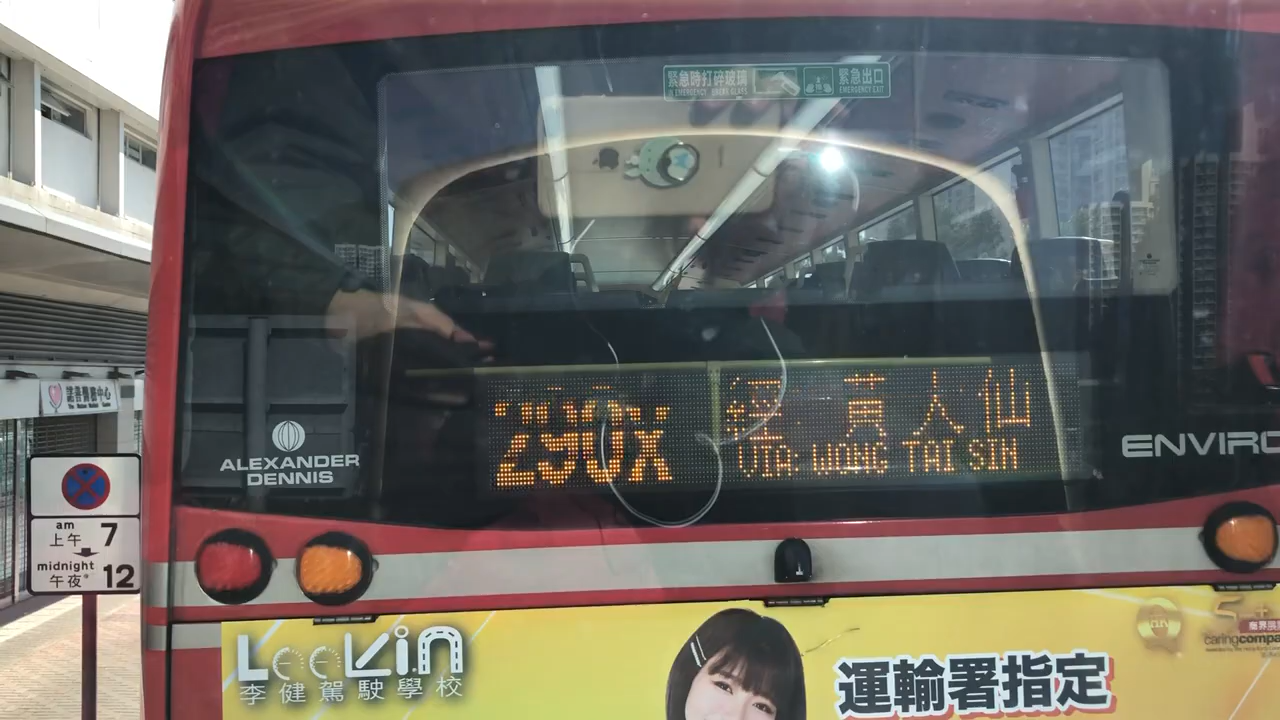 緊急時打碎玻璃
EMERGENCY BREAK GLASS
緊急出口
EMERGENCY EXIT
290X
經 黃 大 仙
VIA: WONG TAI SIN
ALEXANDER
DENNIS
ENVIRO
am
上午 7
midnight
午夜 12
LeeKin
李健駕駛學校
運輸署指定
caringcompa